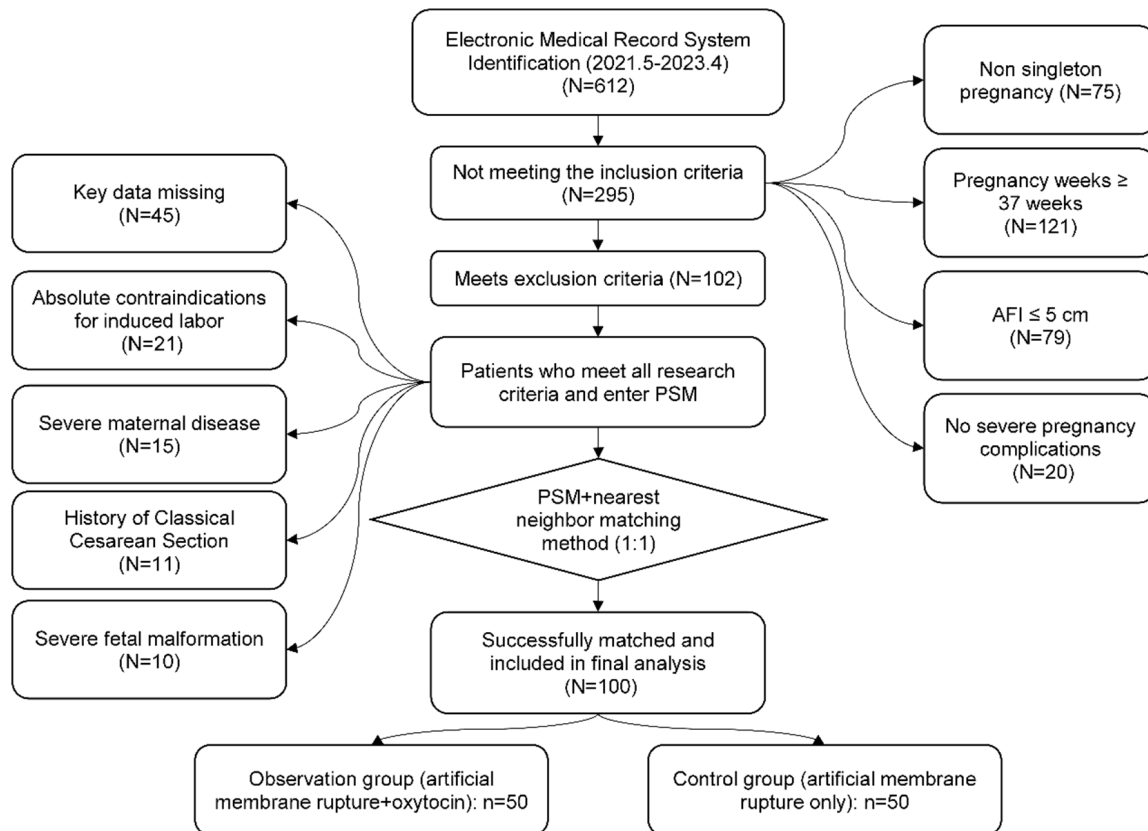 Electronic Medical Record System
Identification (2021.5-2023.4)
(N=612)
Not meeting the inclusion criteria
(N=295)
Meets exclusion criteria (N=102)
Patients who meet all research
criteria and enter PSM
PSM+nearest
neighbor matching
method (1:1)
Successfully matched and
included in final analysis
(N=100)
Observation group (artificial
membrane rupture+oxytocin): n=50
Control group (artificial membrane
rupture only): n=50
Key data missing
(N=45)
Absolute contraindications
for induced labor
(N=21)
Severe maternal disease
(N=15)
History of Classical
Cesarean Section
(N=11)
Severe fetal malformation
(N=10)
Non singleton
pregnancy (N=75)
Pregnancy weeks ≥
37 weeks
(N=121)
AFI ≤ 5 cm
(N=79)
No severe pregnancy
complications
(N=20)